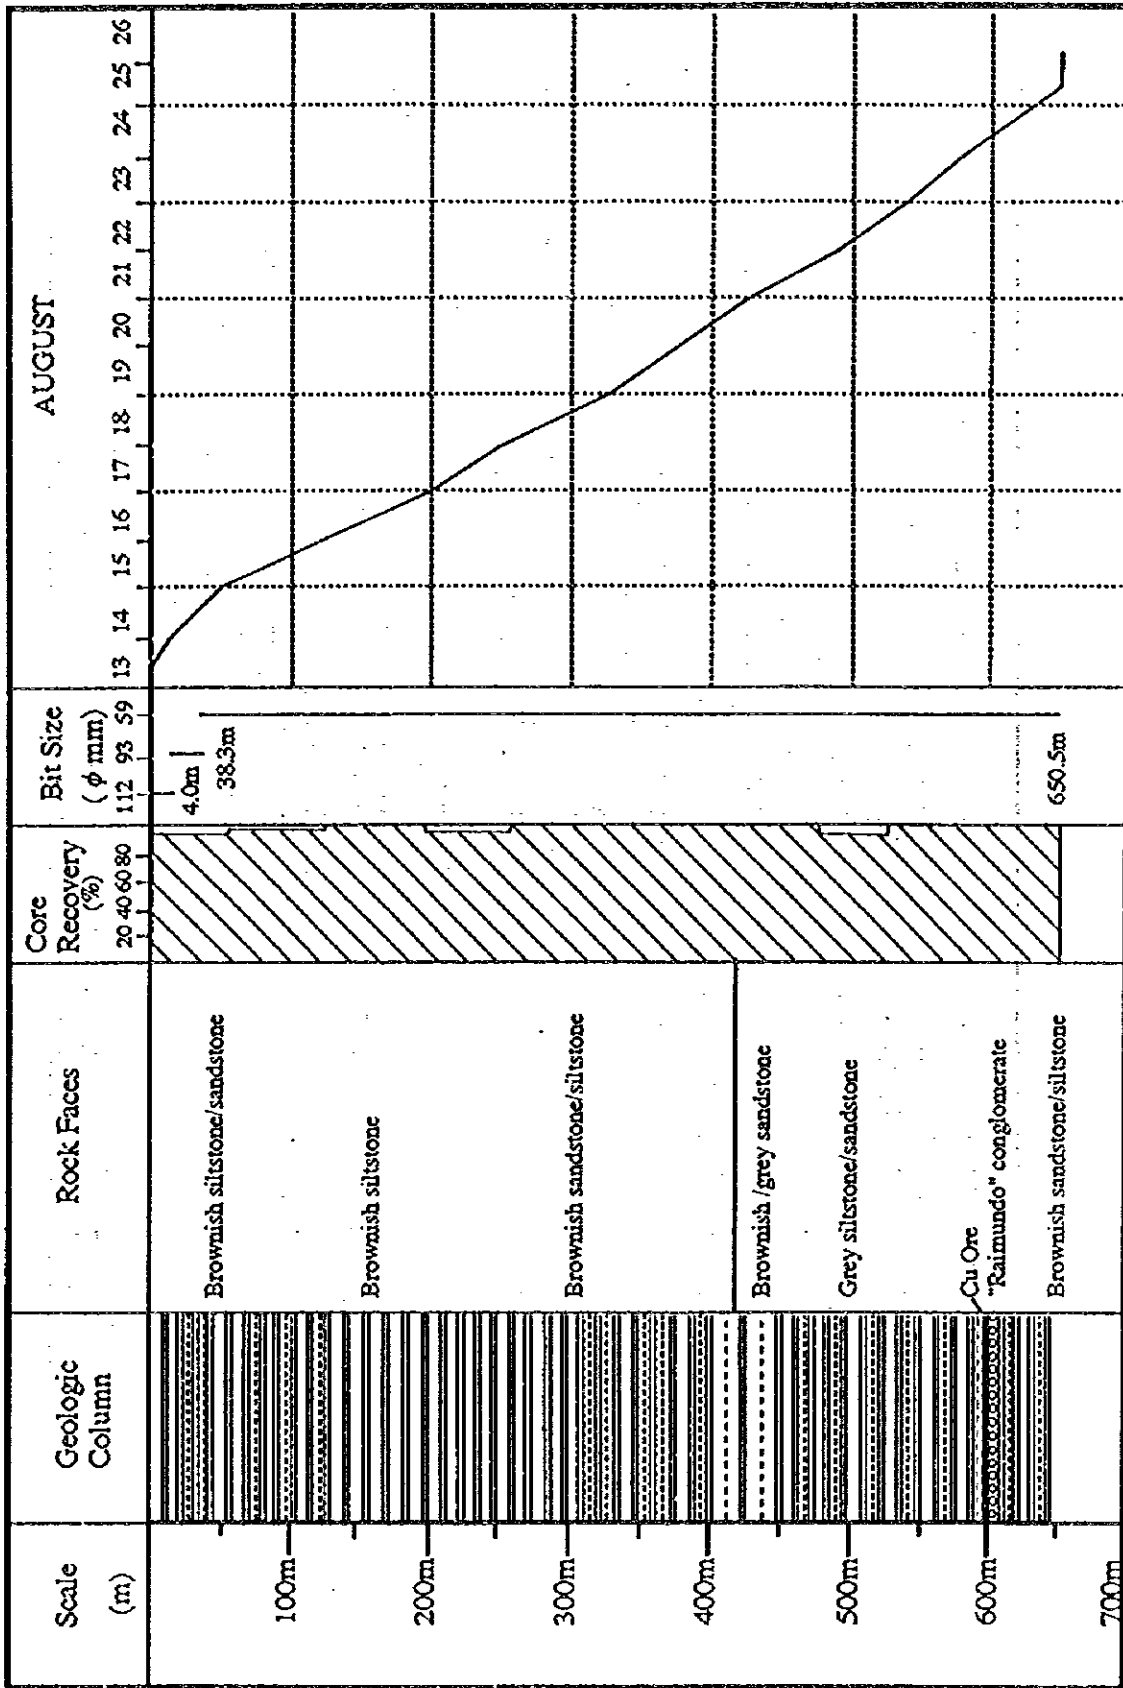 Scale
(m)
100m
200m
300m
400m
500m
600m
700m
Geologic
Column
Rock Faces
Brownish siltstone/sandstone
Brownish siltstone
Brownish sandstone/siltstone
Brownish /grey sandstone
Grey siltstone/sandstone
Cu Ore
"Raimundo" conglomerate
Brownish sandstone/siltstone
Core
Recovery
(%)
20 40 60 80
Bit Size
(ϕ mm)
112 93 59
4.0m
38.3m
650.5m
AUGUST
13 14 15 16 17 18 19 20 21 22 23 24 25 26